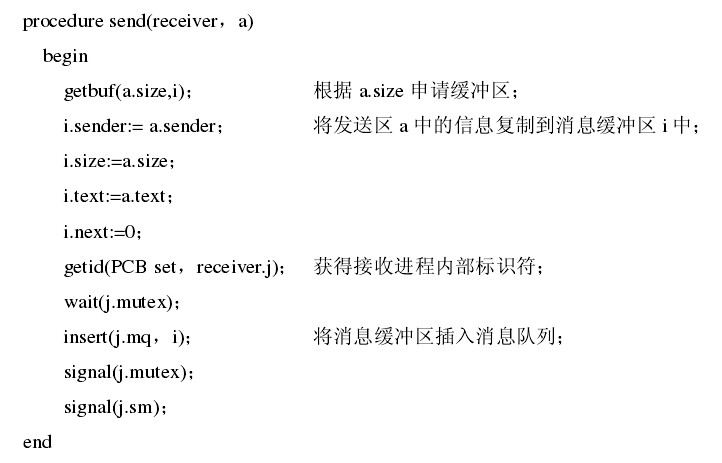 procedure send(receiver，a)
begin
getbuf(a.size,i)； 根据 a.size 申请缓冲区；
i.sender:= a.sender； 将发送区 a 中的信息复制到消息缓冲区 i 中；
i.size:=a.size；
i.text:=a.text；
i.next:=0；
getid(PCB set，receiver.j)； 获得接收进程内部标识符；
wait(j.mutex)；
insert(j.mq，i)； 将消息缓冲区插入消息队列；
signal(j.mutex)；
signal(j.sm)；
end